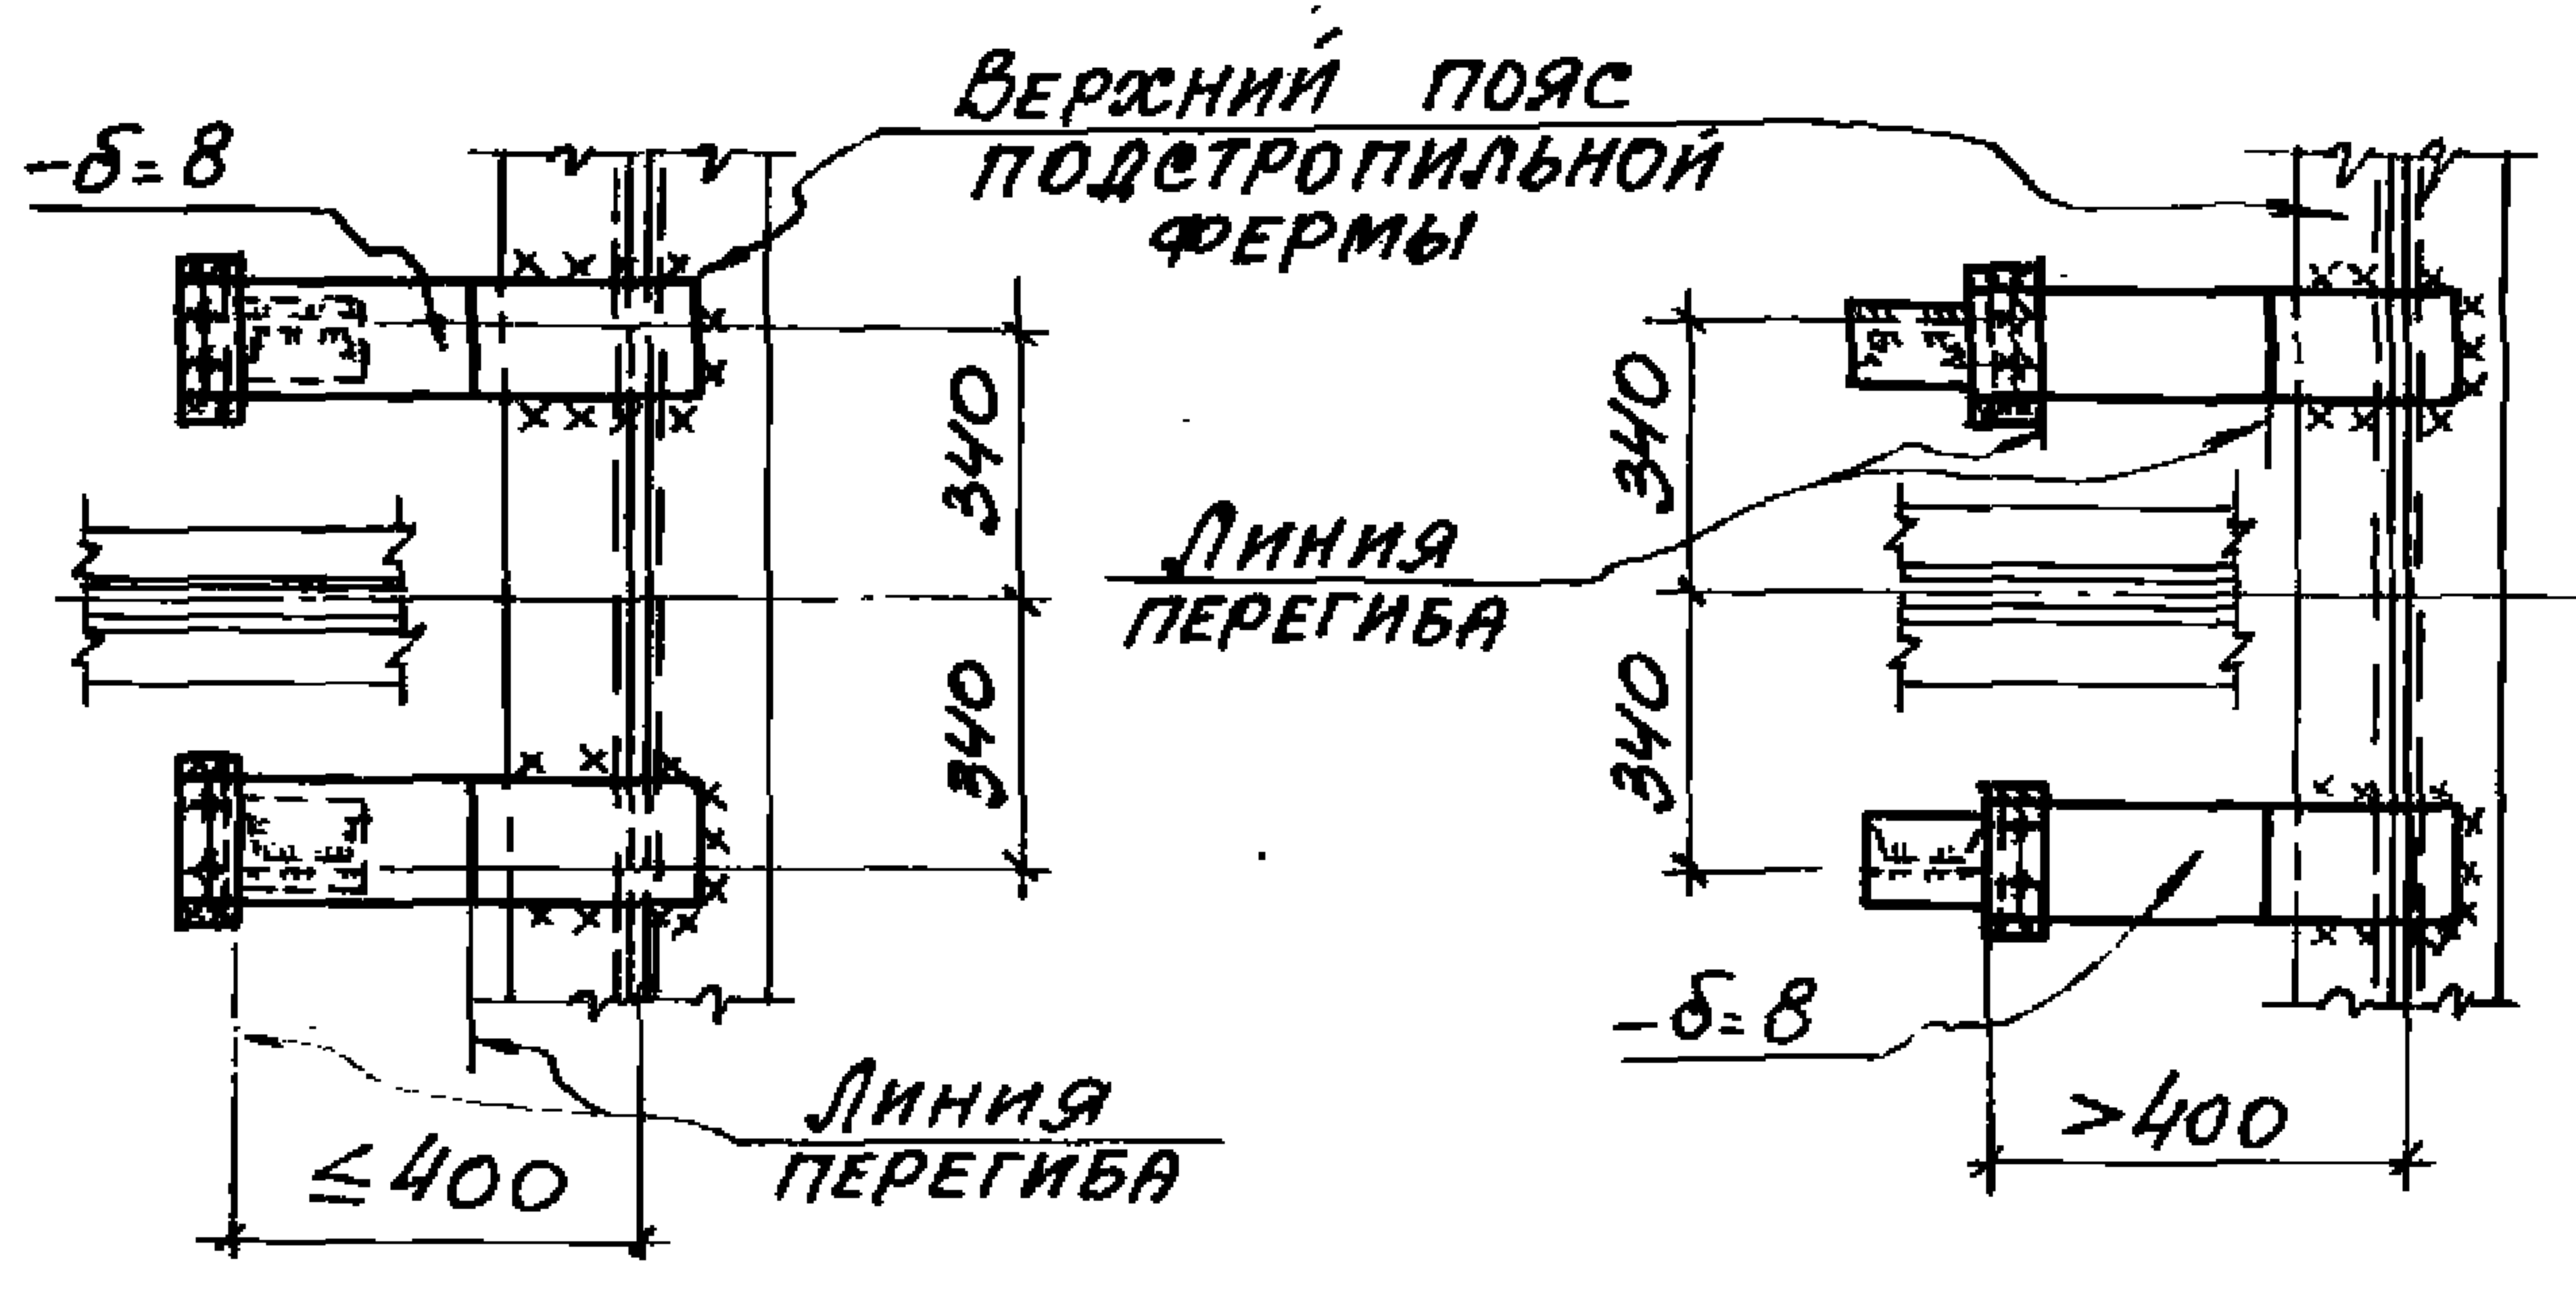 ВЕРХНИЙ ПОЯС
ПОДСТРОПИЛЬНОЙ
ФЕРМЫ
-δ=8
340
340
ЛИНИЯ
ПЕРЕГИБА
≤400
ЛИНИЯ
ПЕРЕГИБА
340
340
-δ=8
>400